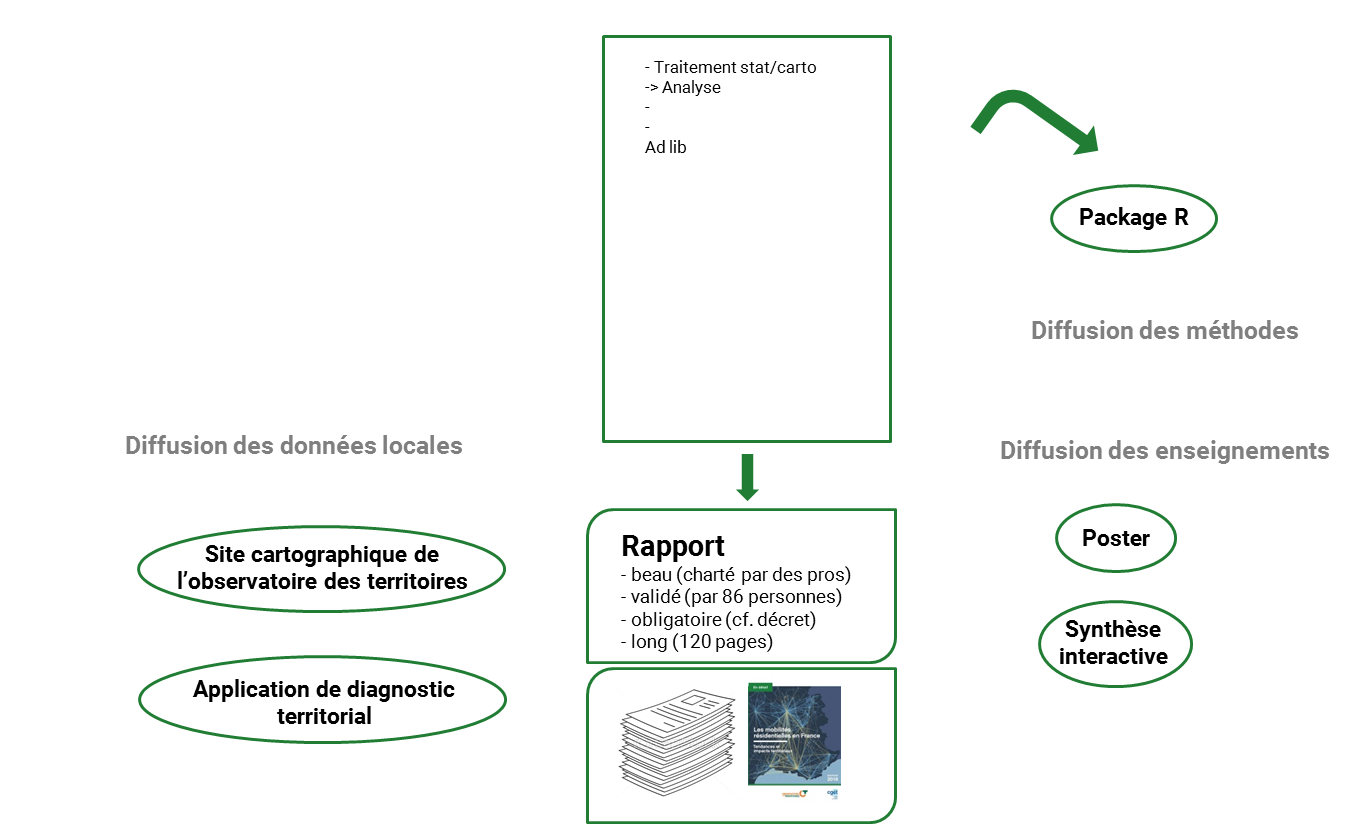 - Traitement stat/carto
-> Analyse
-
-
Ad lib
Package R
Diffusion des méthodes
Diffusion des données locales
Diffusion des enseignements
Site cartographique de
l’observatoire des territoires
Application de diagnostic
territorial
Rapport
- beau (charté par des pros)
- validé (par 86 personnes)
- obligatoire (cf. décret)
- long (120 pages)
Poster
Synthèse
interactive
En détail
Les mobilités
résidentielles en France
Tendances et
impacts territoriaux
2018
cget